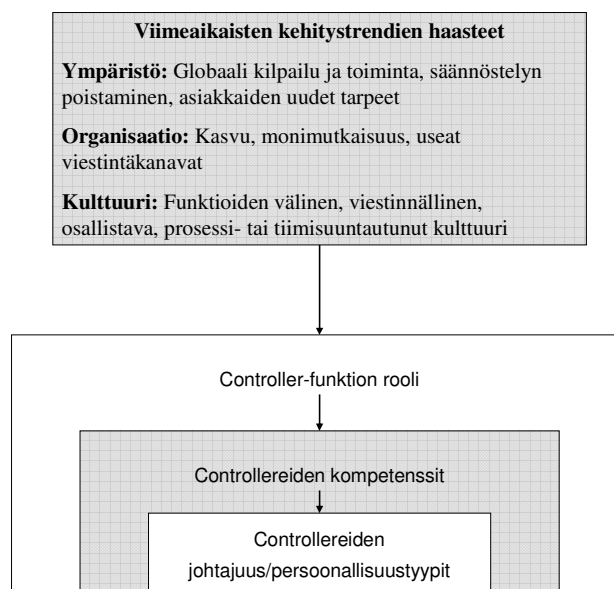 Viimeaikaisten kehitystrendien haasteet
Ympäristö: Globaali kilpailu ja toiminta, säännöstelyn
poistaminen, asiakkaiden uudet tarpeet
Organisaatio: Kasvu, monimutkaisuus, useat
viestintäkanavat
Kulttuuri: Funktioiden välinen, viestinnällinen,
osallistava, prosessi- tai tiimisuuntautunut kulttuuri
Controller-funktion rooli
Controllereiden kompetenssit
Controllereiden
johtajuus/persoonallisuustyypit